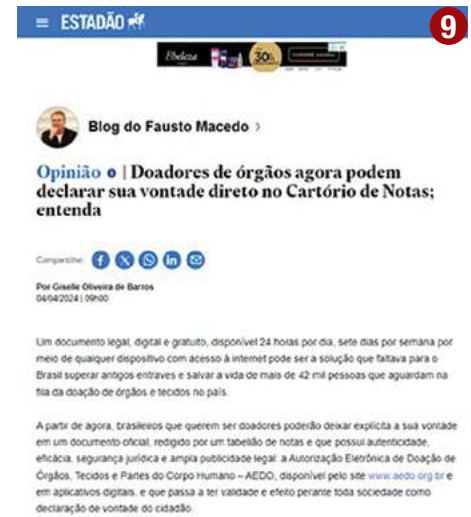 ESTADÃO
9
Ebeleza
30%
Blog do Fausto Macedo >
Opinião | Doadores de órgãos agora podem
declarar sua vontade direto no Cartório de Notas;
entenda
Compartilhe:
Por Giselle Oliveira de Barros
04/04/2024 | 09h00
Um documento legal, digital e gratuito, disponível 24 horas por dia, sete dias por semana por
meio de qualquer dispositivo com acesso à internet pode ser a solução que faltava para o
Brasil superar antigos entraves e salvar a vida de mais de 42 mil pessoas que aguardam na
fila da doação de órgãos e tecidos no país.
A partir de agora, brasileiros que querem ser doadores poderão deixar explícita a sua vontade
em um documento oficial, redigido por um tabelião de notas e que possui autenticidade,
eficácia, segurança jurídica e ampla publicidade legal: a Autorização Eletrônica de Doação de
Órgãos, Tecidos e Partes do Corpo Humano – AEDO, disponível pelo site www.aedo.org.br e
em aplicativos digitais, e que passa a ter validade e efeito perante toda sociedade como
declaração de vontade do cidadão.